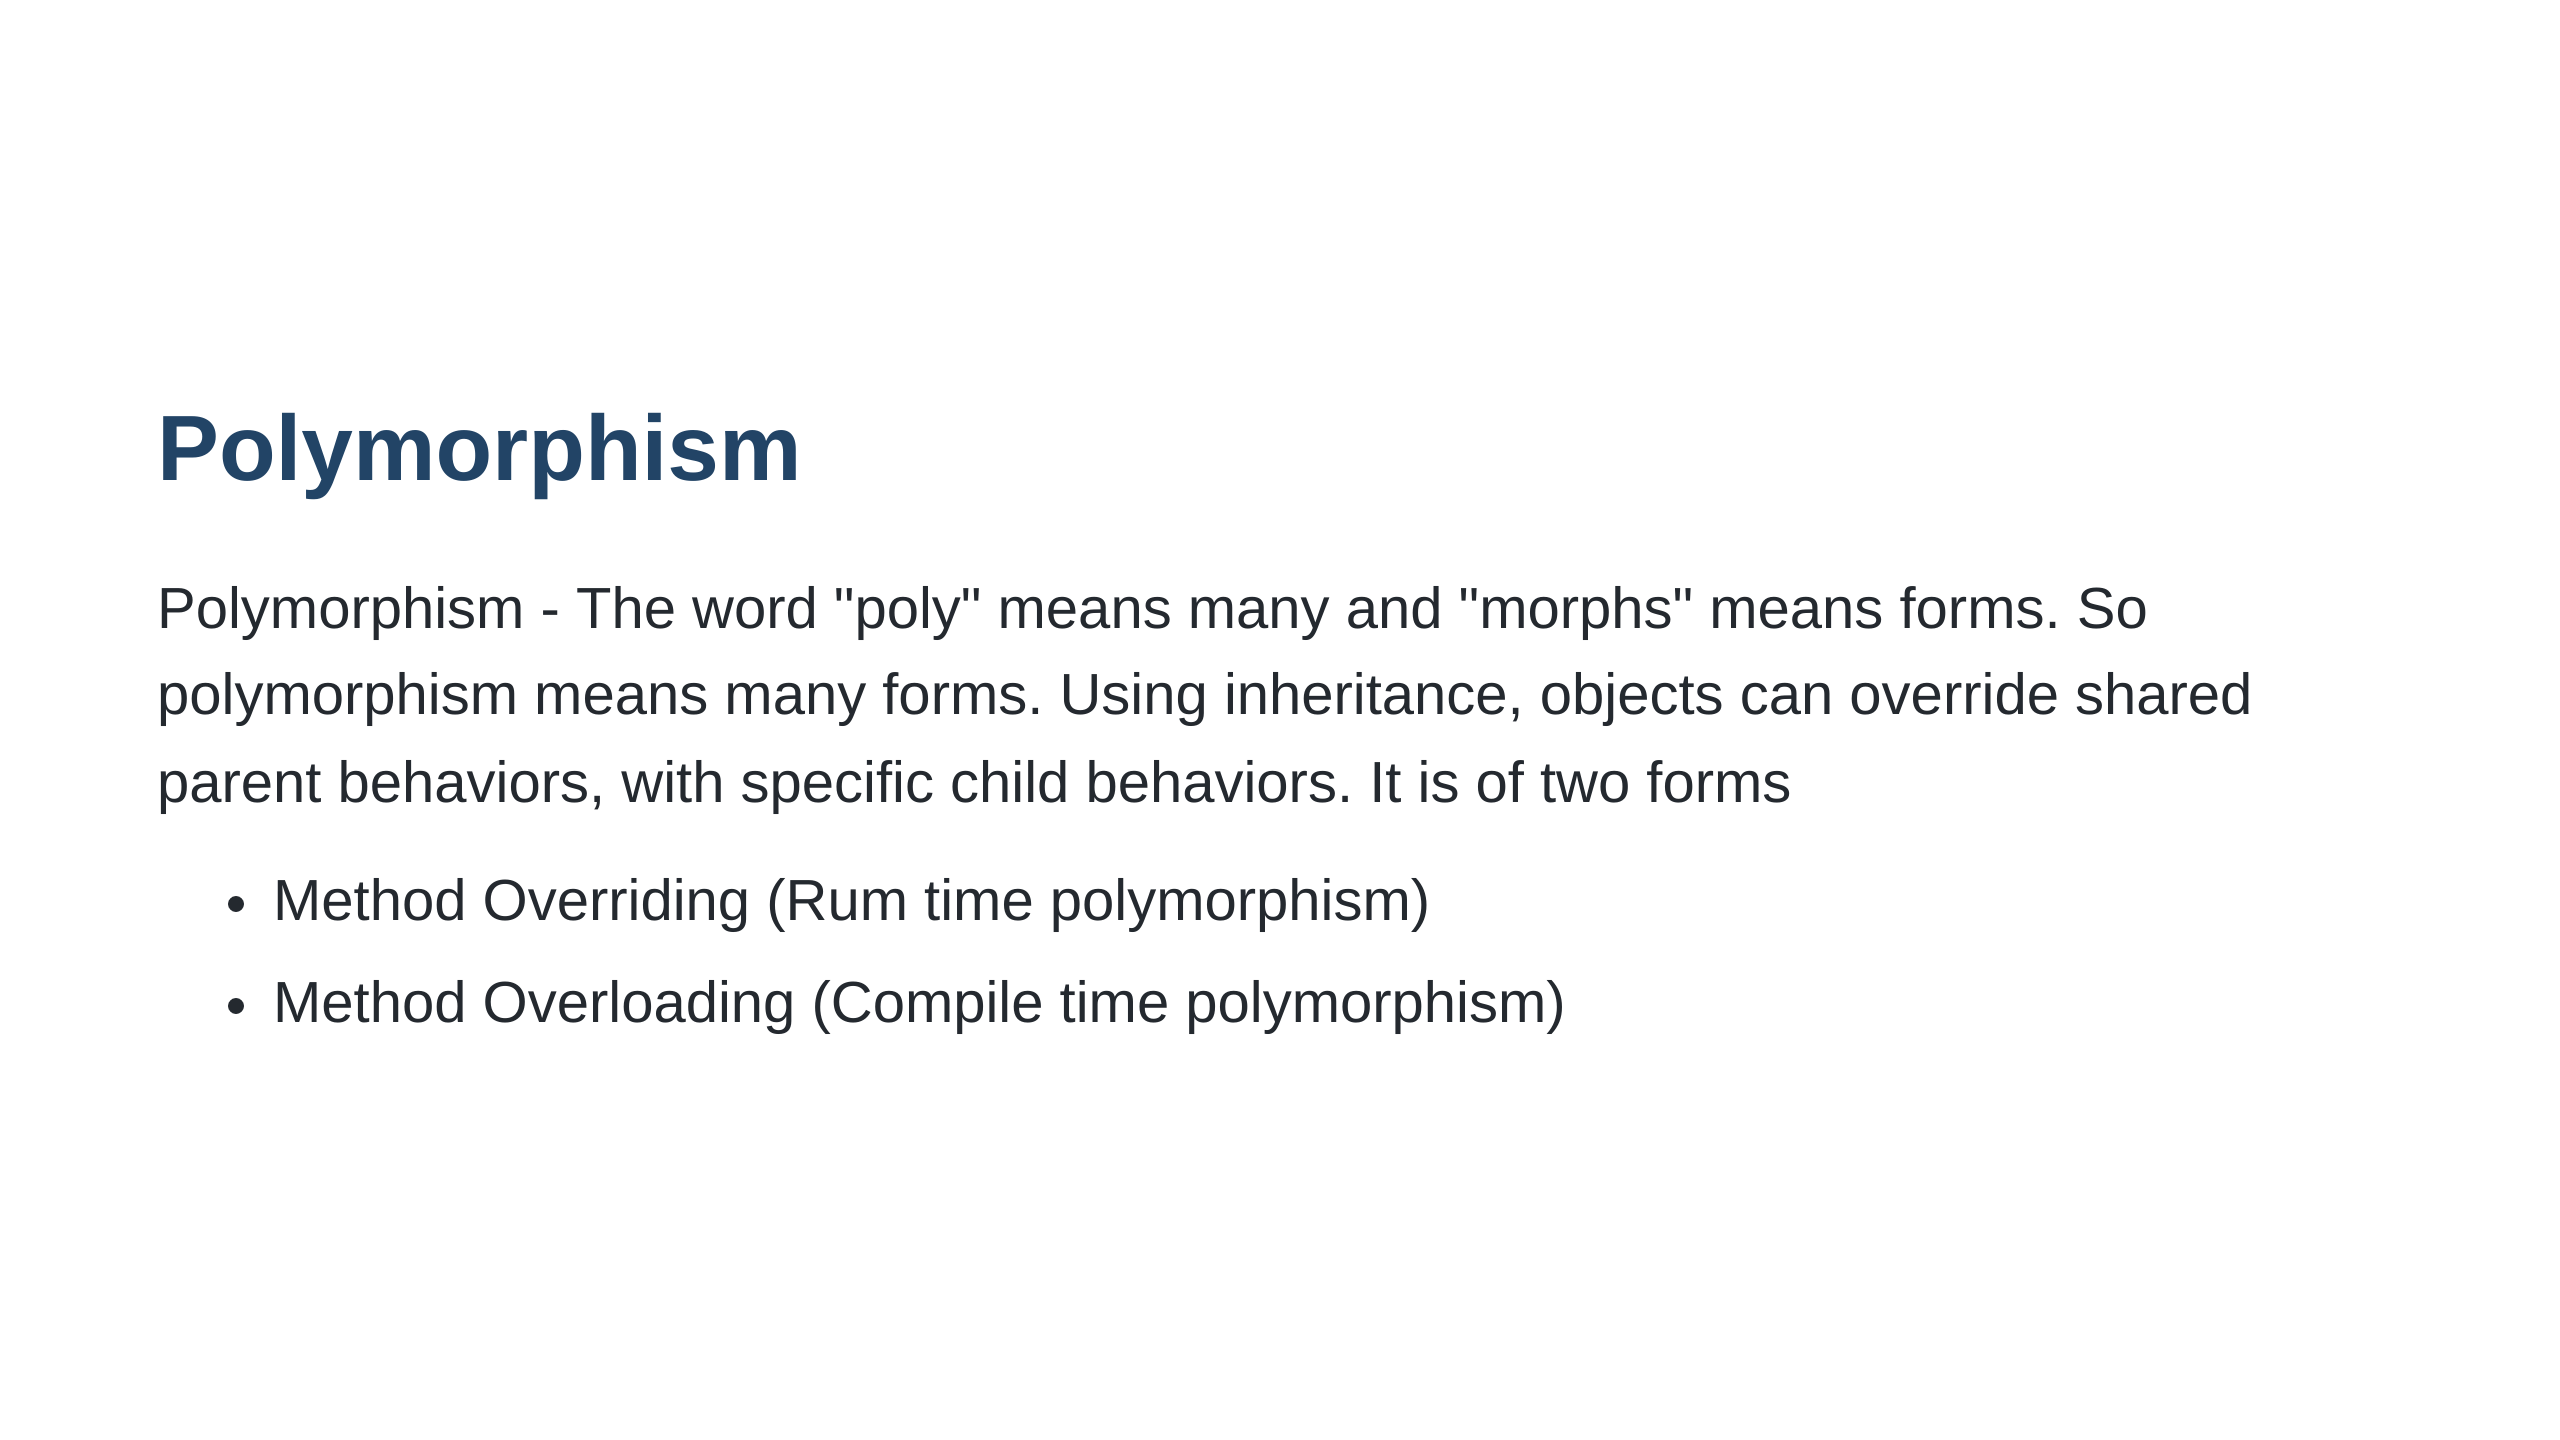 Polymorphism
Polymorphism - The word "poly" means many and "morphs" means forms. So
polymorphism means many forms. Using inheritance, objects can override shared
parent behaviors, with specific child behaviors. It is of two forms
• Method Overriding (Rum time polymorphism)
• Method Overloading (Compile time polymorphism)